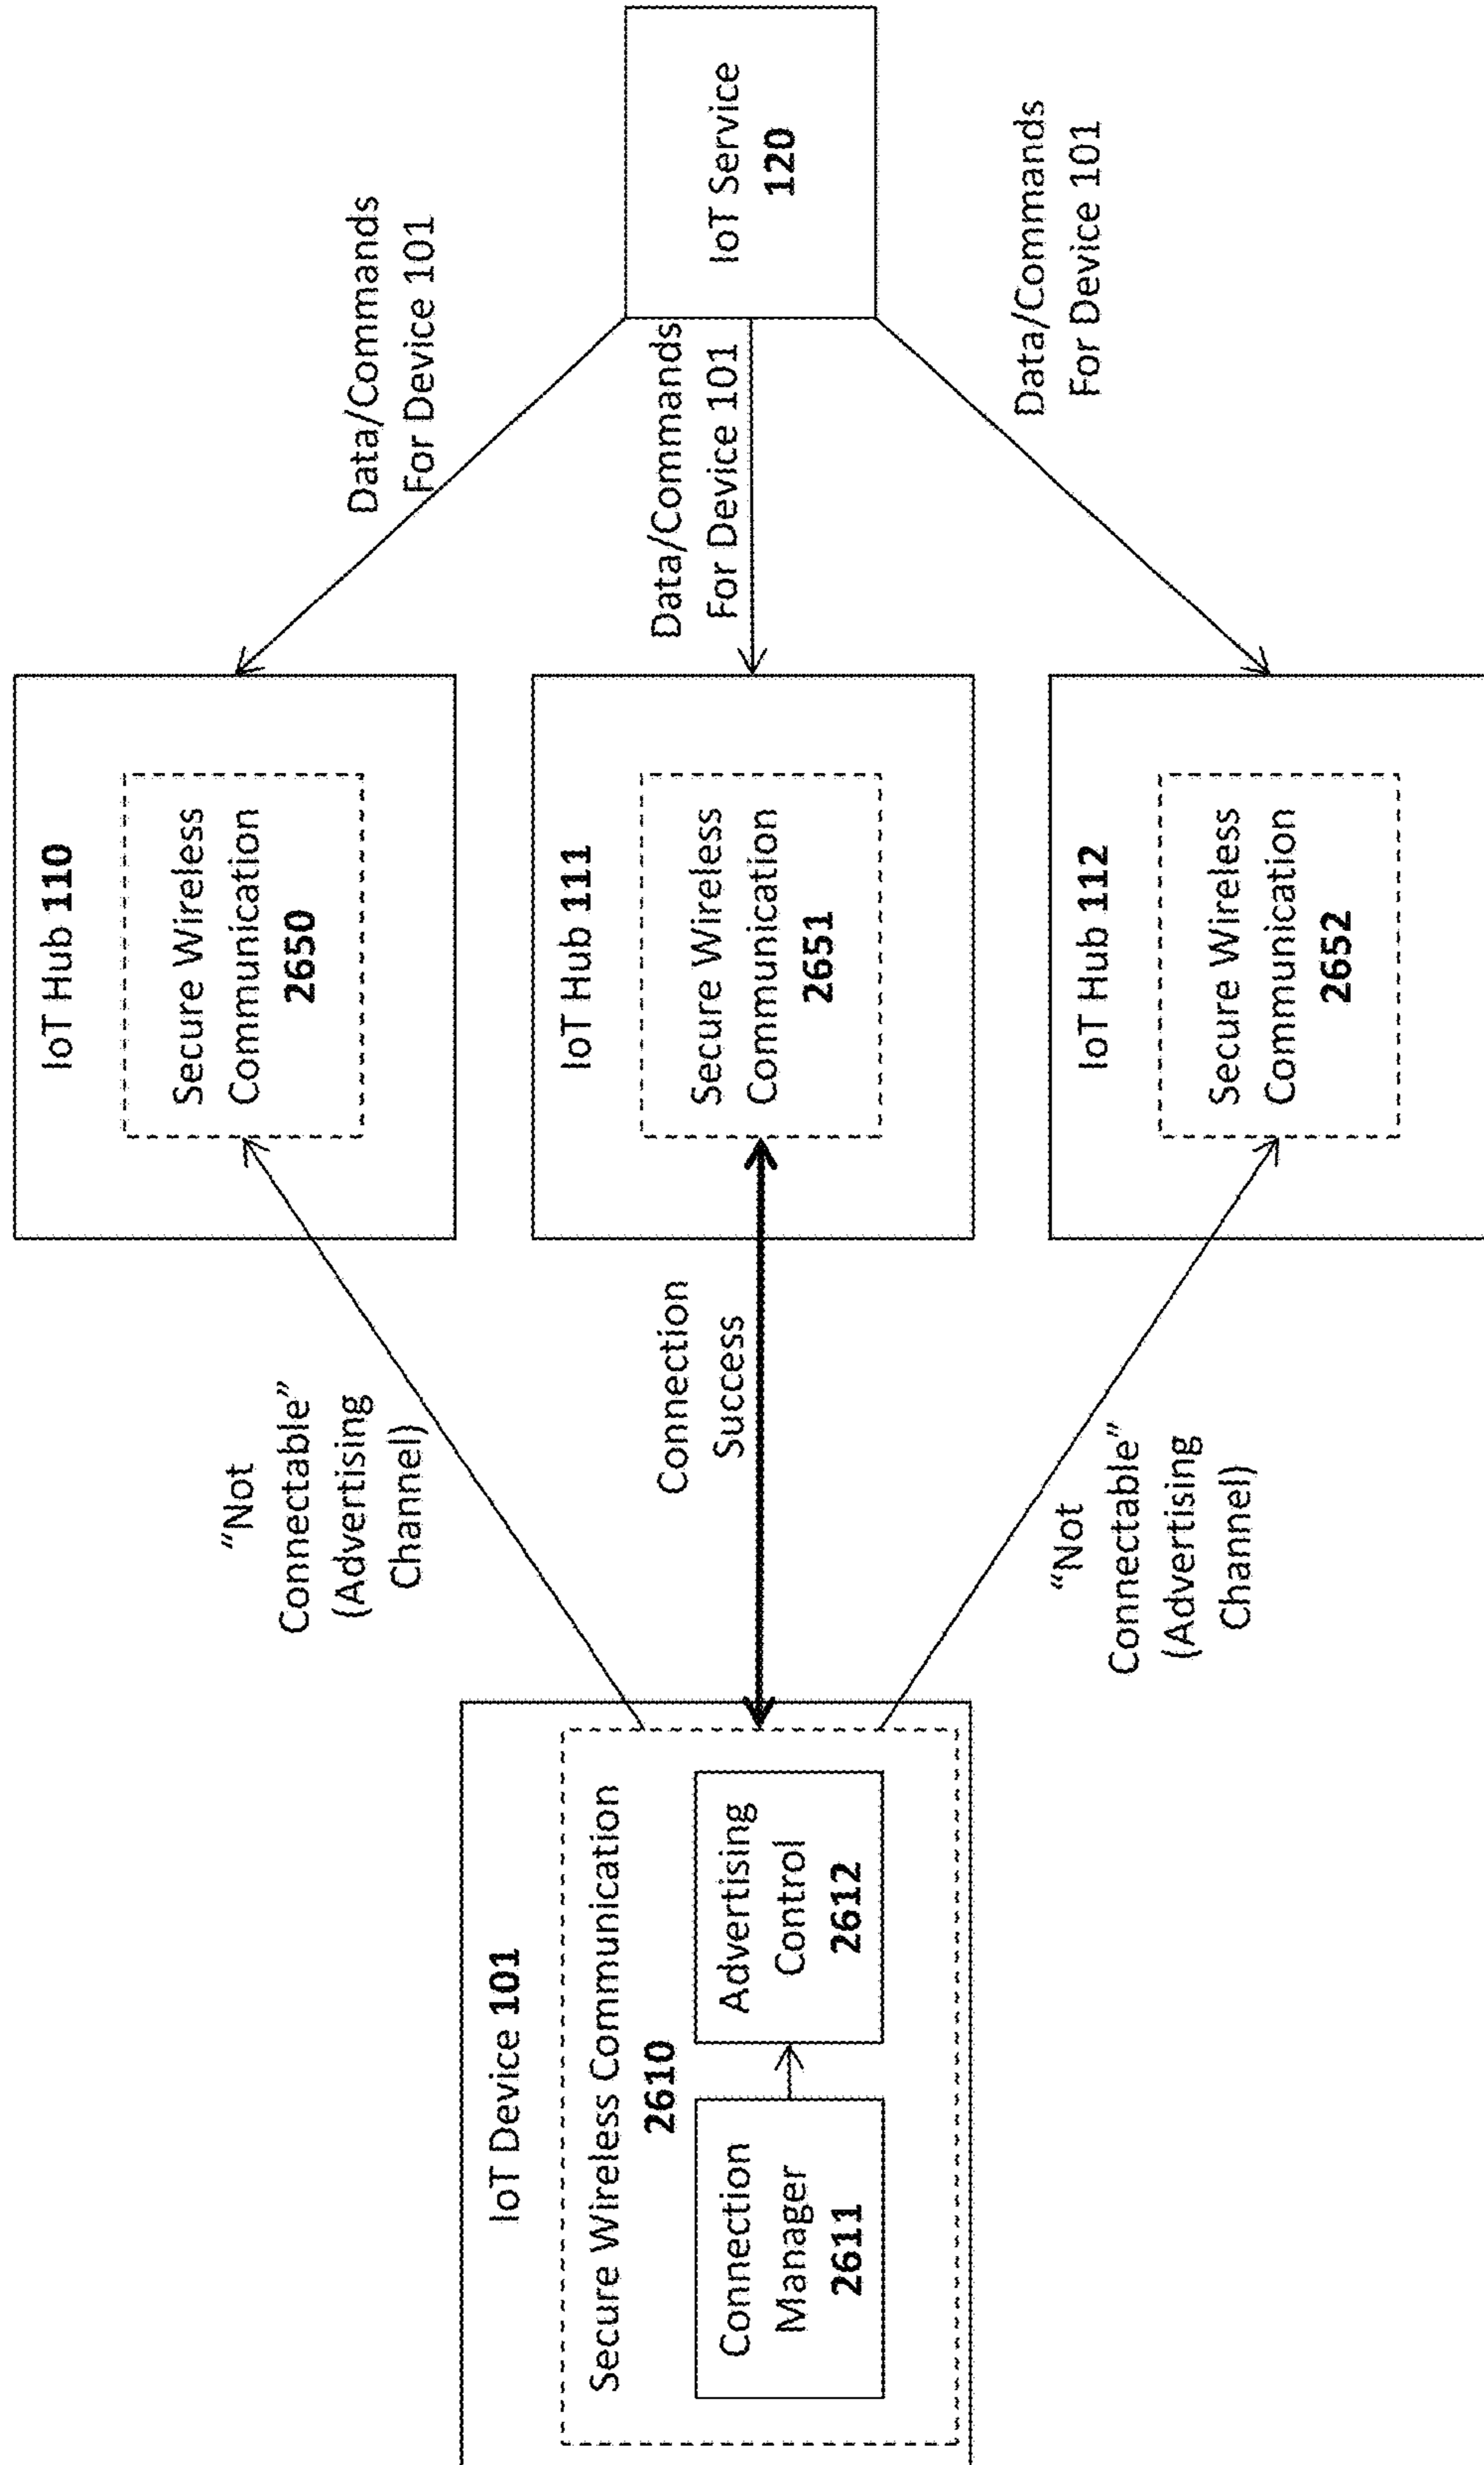 IoT Device 101
Secure Wireless Communication
2610
Connection
Manager
2611
Advertising
Control
2612
“Not
Connectable”
(Advertising
Channel)
Connection
Success
“Not
Connectable”
(Advertising
Channel)
IoT Hub 110
Secure Wireless
Communication
2650
IoT Hub 111
Secure Wireless
Communication
2651
IoT Hub 112
Secure Wireless
Communication
2652
Data/Commands
For Device 101
Data/Commands
For Device 101
Data/Commands
For Device 101
IoT Service
120